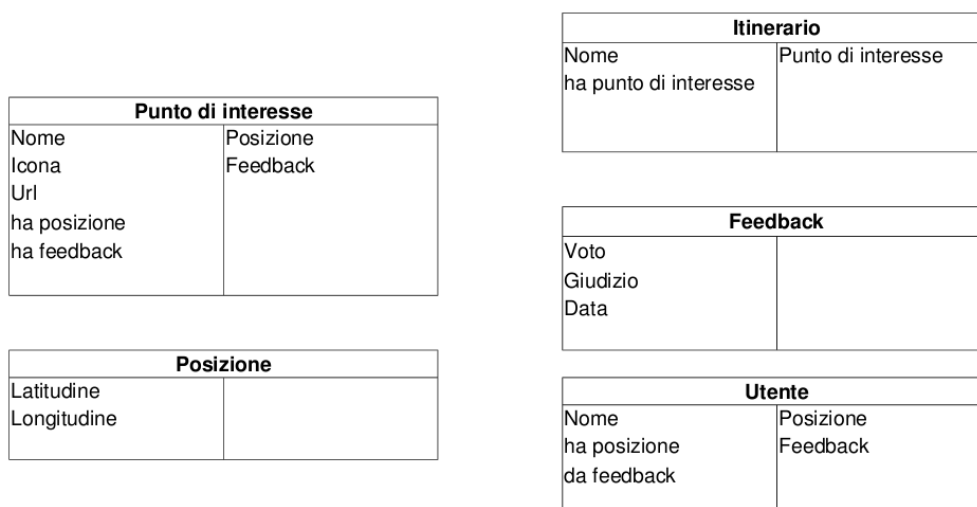 Punto di interesse
Nome
Posizione
Icona
Feedback
Url
ha posizione
ha feedback
Posizione
Latitudine
Longitudine
Itinerario
Nome
Punto di interesse
ha punto di interesse
Feedback
Voto
Giudizio
Data
Utente
Nome
Posizione
ha posizione
Feedback
da feedback